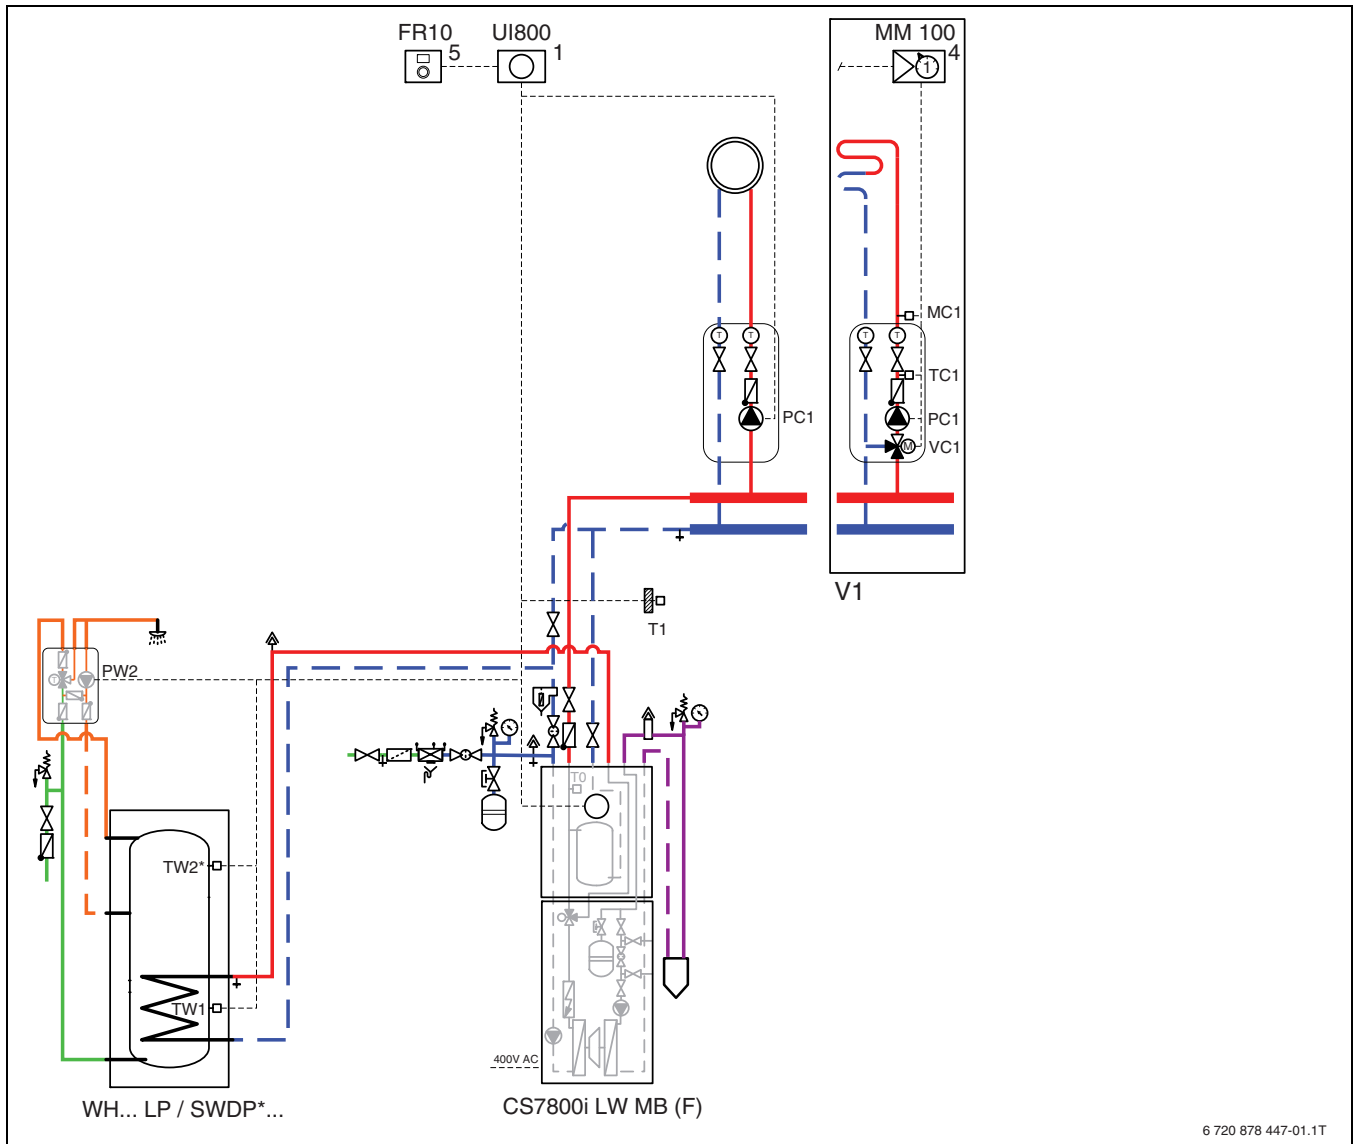 FR10
5
UI800
1
MM 100
4
1
MC1
T
T
T
T
TC1
PC1
PC1
M
VC1
V1
T1
T
PW2
T0
TW2*
TW1
400V AC
WH... LP / SWDP*...
CS7800i LW MB (F)
6 720 878 447-01.1T